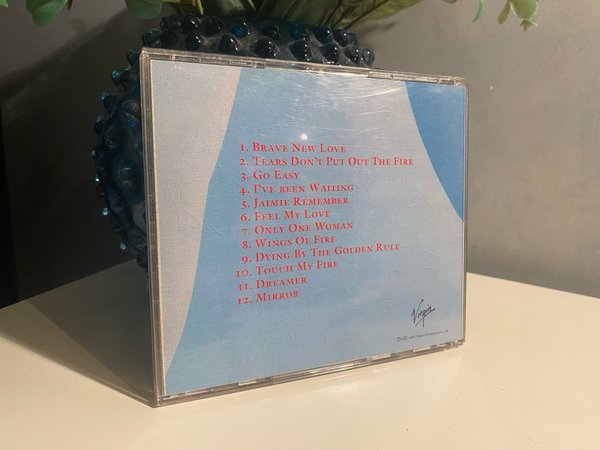 1. Brave New Love
2. Tears Don't Put Out The Fire
3. Go Easy
4. I've been Waiting
5. Jaimie Remember
6. Feel My Love
7. Only One Woman
8. Wings Of Fire
9. Dying By The Golden Rule
10. Touch My Fire
11. Dreamer
12. Mirror
Virgin